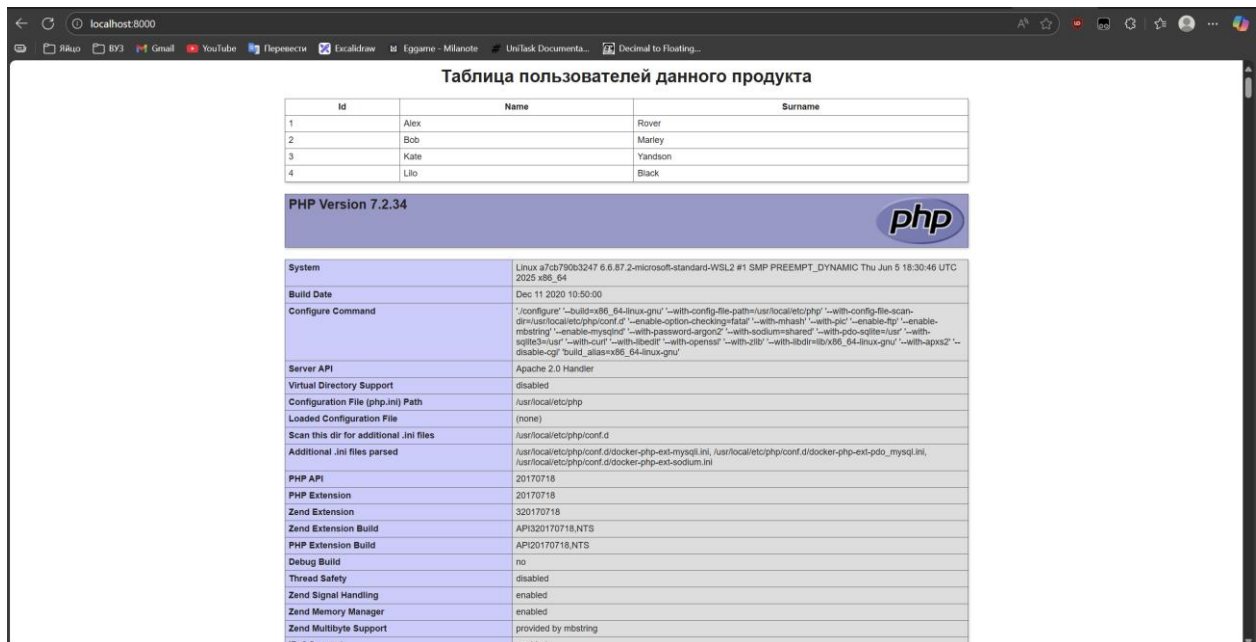 localhost:8000
Яйцо ВУЗ Gmail YouTube Перевести Excalidraw Eggame - Milanote UniTask Documenta... Decimal to Floating...
Таблица пользователей данного продукта
Id Name Surname
1 Alex Rover
2 Bob Marley
3 Kate Yandson
4 Lilo Black
PHP Version 7.2.34
php
System Linux a7cb790b3247 6.6.87.2-microsoft-standard-WSL2 #1 SMP PREEMPT_DYNAMIC Thu Jun 5 18:30:46 UTC
2025 x86_64
Build Date Dec 11 2020 10:50:00
Configure Command './configure' '--build=x86_64-linux-gnu' '--with-config-file-path=/usr/local/etc/php' '--with-config-file-scan-
dir=/usr/local/etc/php/conf.d' '--enable-option-checking=fatal' '--with-mhash' '--with-pic' '--enable-ftp' '--enable-
mbstring' '--enable-mysqlnd' '--with-password-argon2' '--with-sodium=shared' '--with-pdo-sqlite=/usr' '--with-
sqlite3=/usr' '--with-curl' '--with-libedit' '--with-openssl' '--with-zlib' '--with-libdir=lib/x86_64-linux-gnu' '--with-apxs2' '--
disable-cgi' 'build_alias=x86_64-linux-gnu'
Server API Apache 2.0 Handler
Virtual Directory Support disabled
Configuration File (php.ini) Path /usr/local/etc/php
Loaded Configuration File (none)
Scan this dir for additional .ini files /usr/local/etc/php/conf.d
Additional .ini files parsed /usr/local/etc/php/conf.d/docker-php-ext-mysqli.ini, /usr/local/etc/php/conf.d/docker-php-ext-pdo_mysql.ini,
/usr/local/etc/php/conf.d/docker-php-ext-sodium.ini
PHP API 20170718
PHP Extension 20170718
Zend Extension 320170718
Zend Extension Build API320170718,NTS
PHP Extension Build API20170718,NTS
Debug Build no
Thread Safety disabled
Zend Signal Handling enabled
Zend Memory Manager enabled
Zend Multibyte Support provided by mbstring